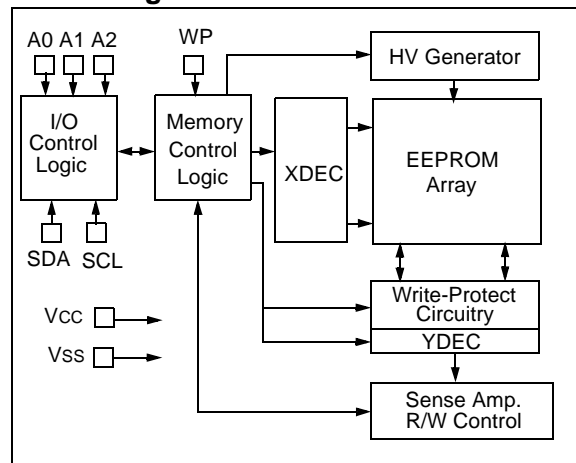 A0 A1 A2
WP
HV Generator
I/O
Control
Logic
Memory
Control
Logic
XDEC
EEPROM
Array
SDA
SCL
Write-Protect
Circuitry
YDEC
VCC
VSS
Sense Amp.
R/W Control